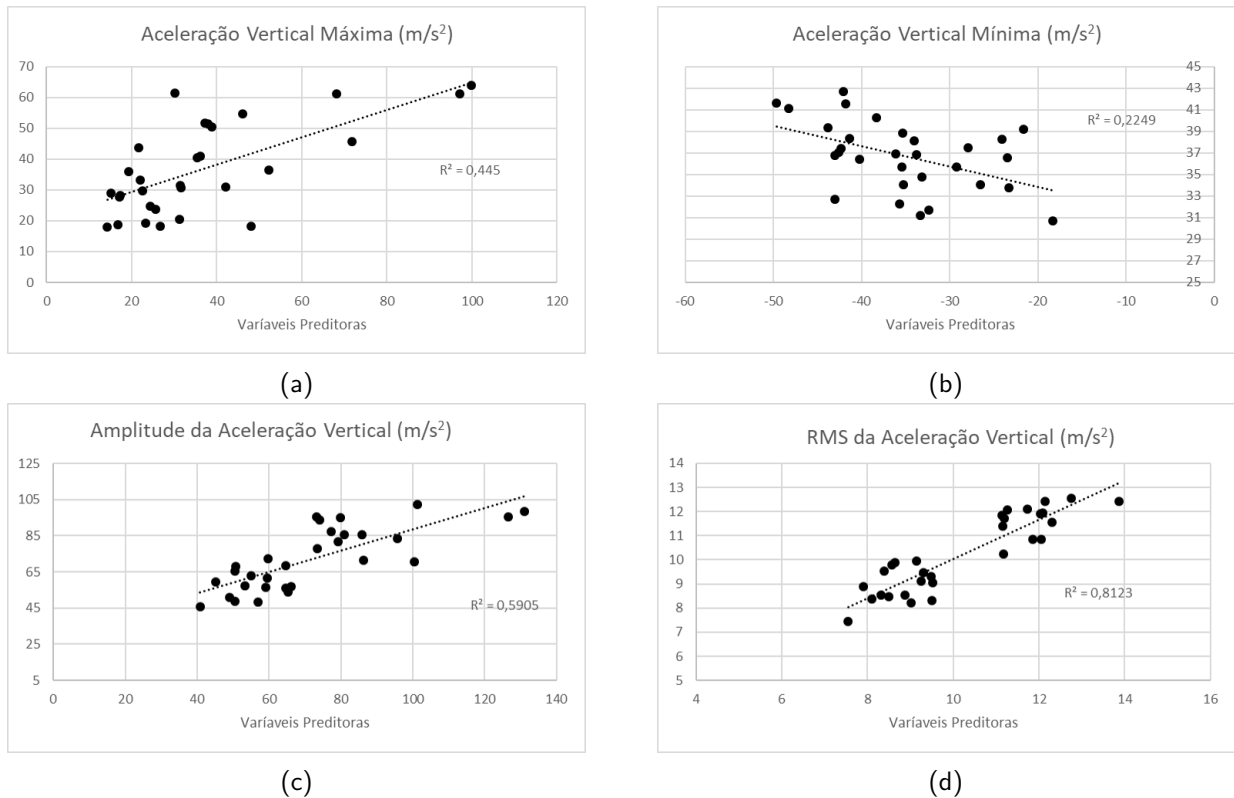 Aceleração Vertical Máxima (m/s²)
70
60
50
40
30
20
10
0
R² = 0,445
0 20 40 60 80 100 120
Varíaveis Preditoras
(a)
Aceleração Vertical Mínima (m/s²)
45
43
41
39
37
35
33
31
29
27
25
R² = 0,2249
-60 -50 -40 -30 -20 -10 0
Varíaveis Preditoras
(b)
Amplitude da Aceleração Vertical (m/s²)
125
105
85
65
45
25
5
R² = 0,5905
0 20 40 60 80 100 120 140
Varíaveis Preditoras
(c)
RMS da Aceleração Vertical (m/s²)
14
13
12
11
10
9
8
7
6
5
R² = 0,8123
4 6 8 10 12 14 16
Varíaveis Preditoras
(d)